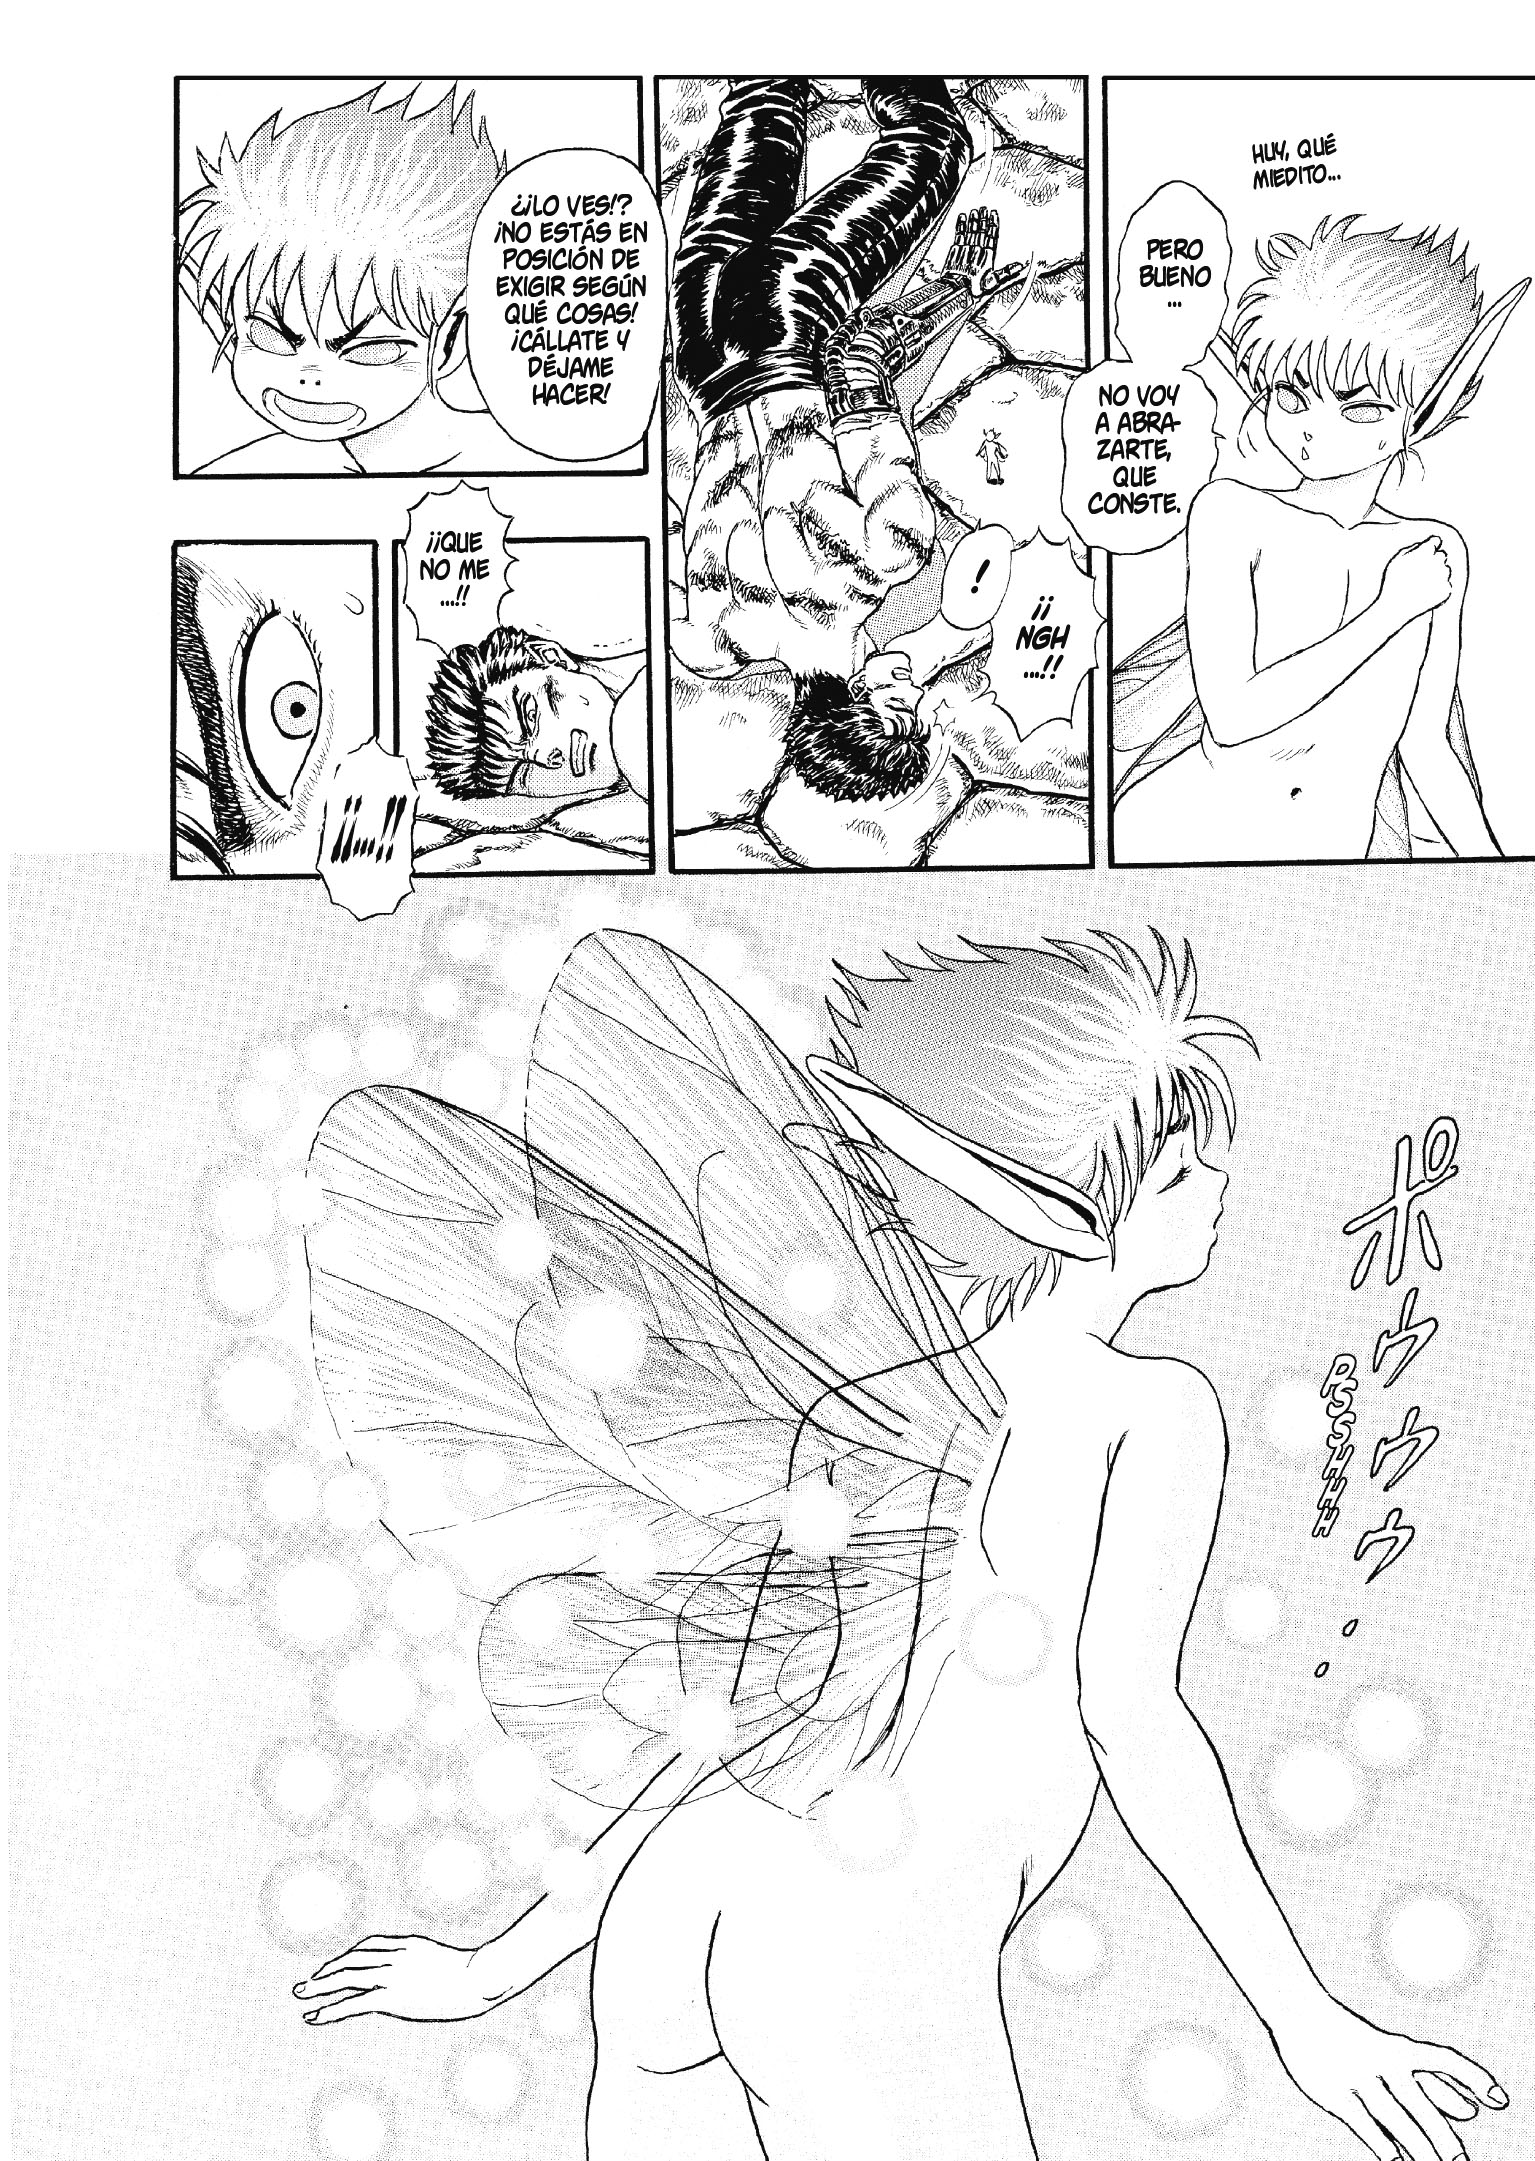 HUY, QUÉ
MIEDITO...
PERO
BUENO
...
NO VOY
A ABRA-
ZARTE,
QUE
CONSTE.
!
¡¡
NGH
...!!
¿¡LO VES!?
¡NO ESTÁS EN
POSICIÓN DE
EXIGIR SEGÚN
QUÉ COSAS!
¡CÁLLATE Y
DÉJAME
HACER!
¡¡QUE
NO ME
...!!
¡¡...!!
ポウウゥ..
PSSHHH